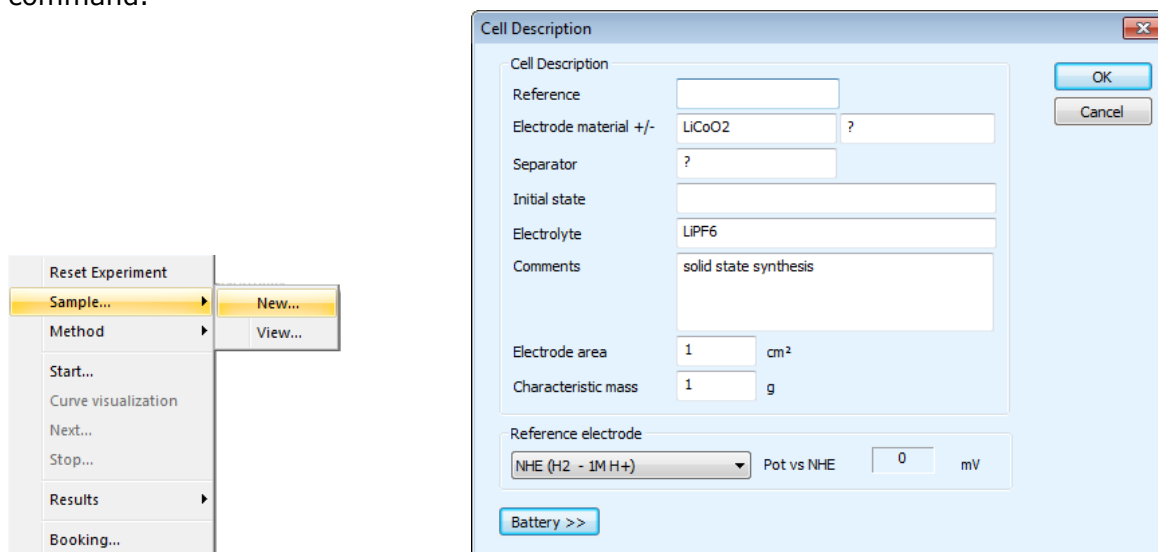 command.
Cell Description
Cell Description
Reference
Electrode material +/- LiCoO2 ?
Separator ?
Initial state
Electrolyte LiPF6
Comments solid state synthesis
Electrode area 1 cm²
Characteristic mass 1 g
Reference electrode
NHE (H2 - 1M H+) Pot vs NHE 0 mV
Battery >>
OK
Cancel
Reset Experiment
Sample... New...
Method View...
Start...
Curve visualization
Next...
Stop...
Results
Booking...